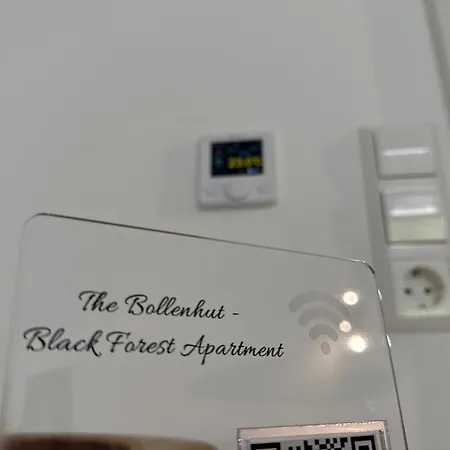 The Bollenhut -
Black Forest Apartment